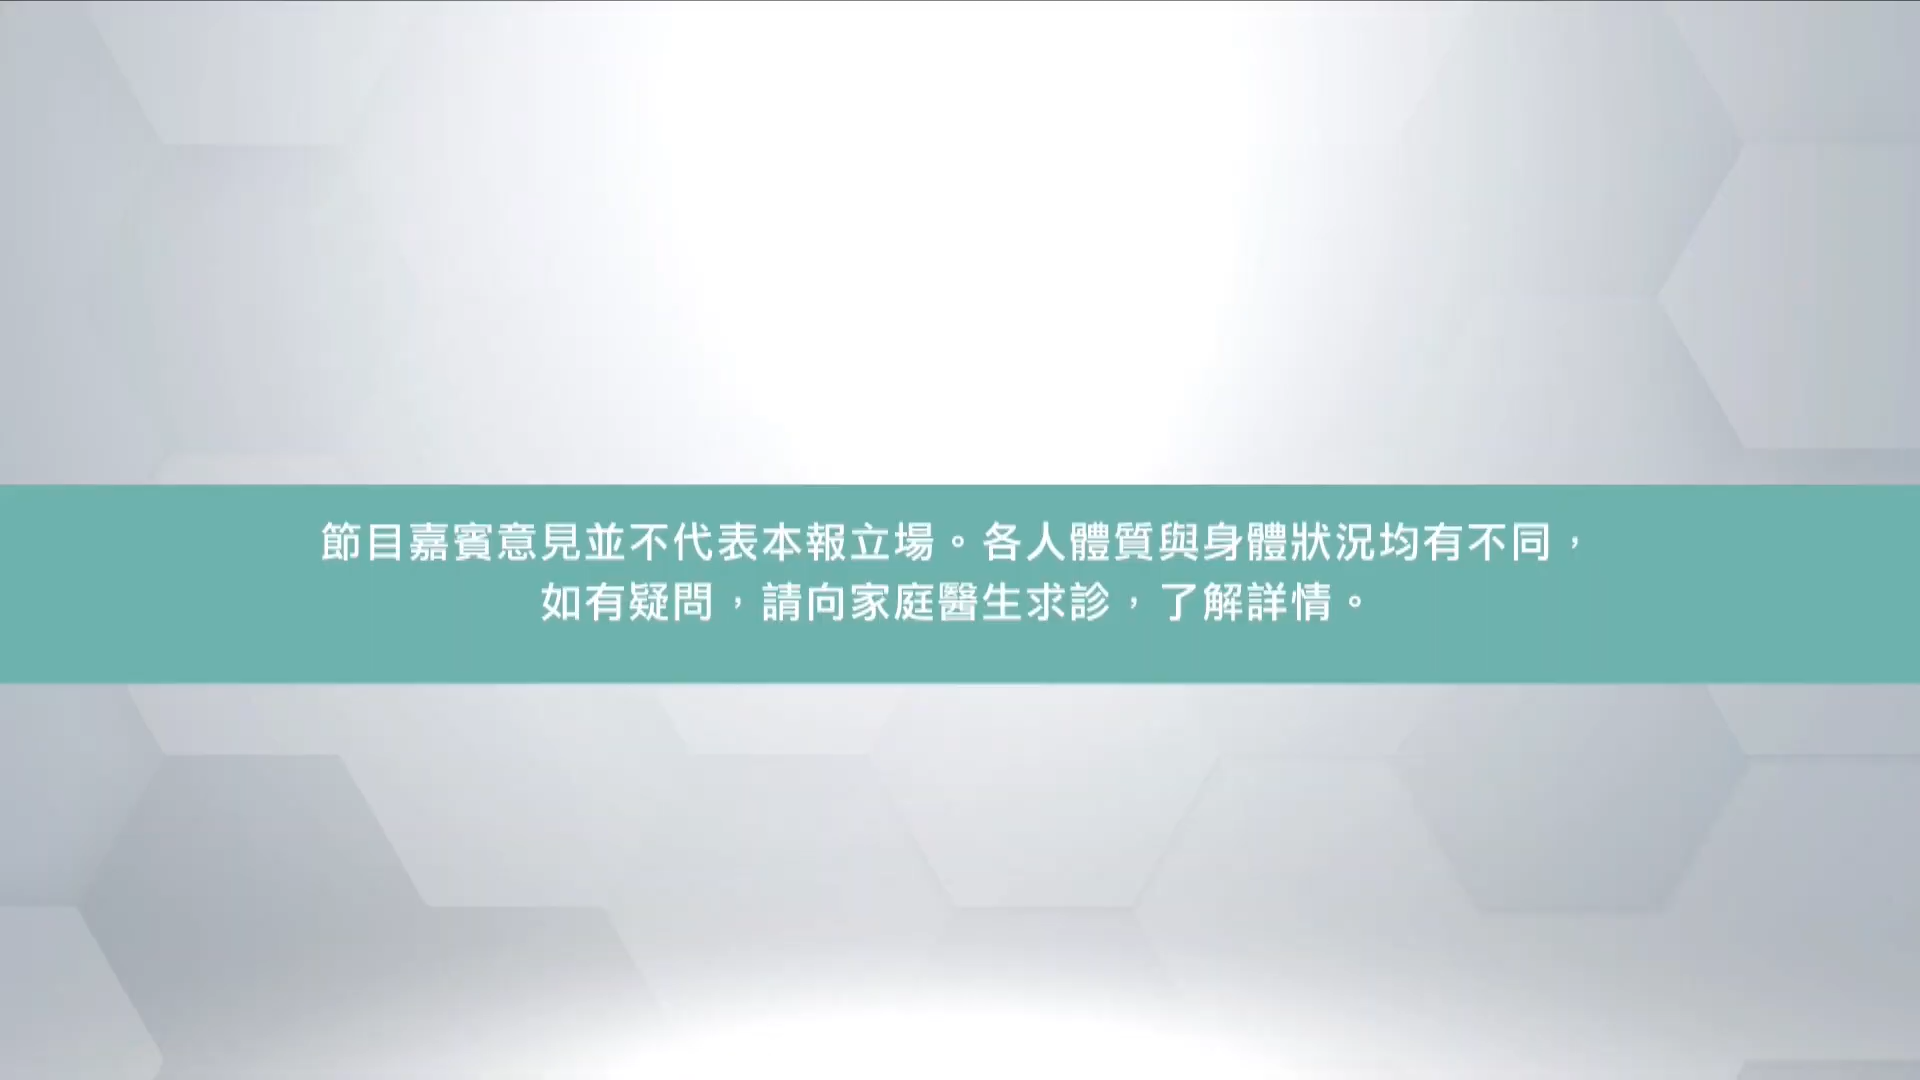 節目嘉賓意見並不代表本報立場。各人體質與身體狀況均有不同，
如有疑問，請向家庭醫生求診，了解詳情。